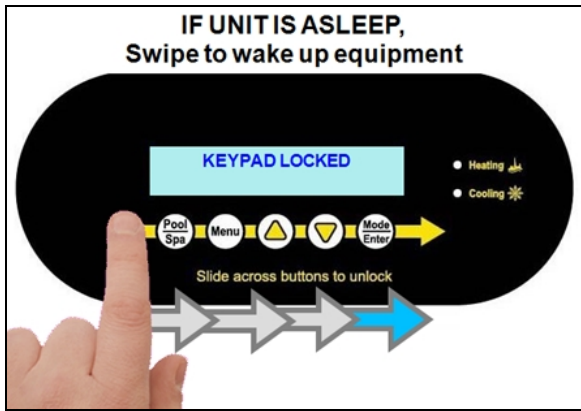 IF UNIT IS ASLEEP,
Swipe to wake up equipment
KEYPAD LOCKED
Heating
Cooling
Pool
Spa
Menu
Mode
Enter
Slide across buttons to unlock